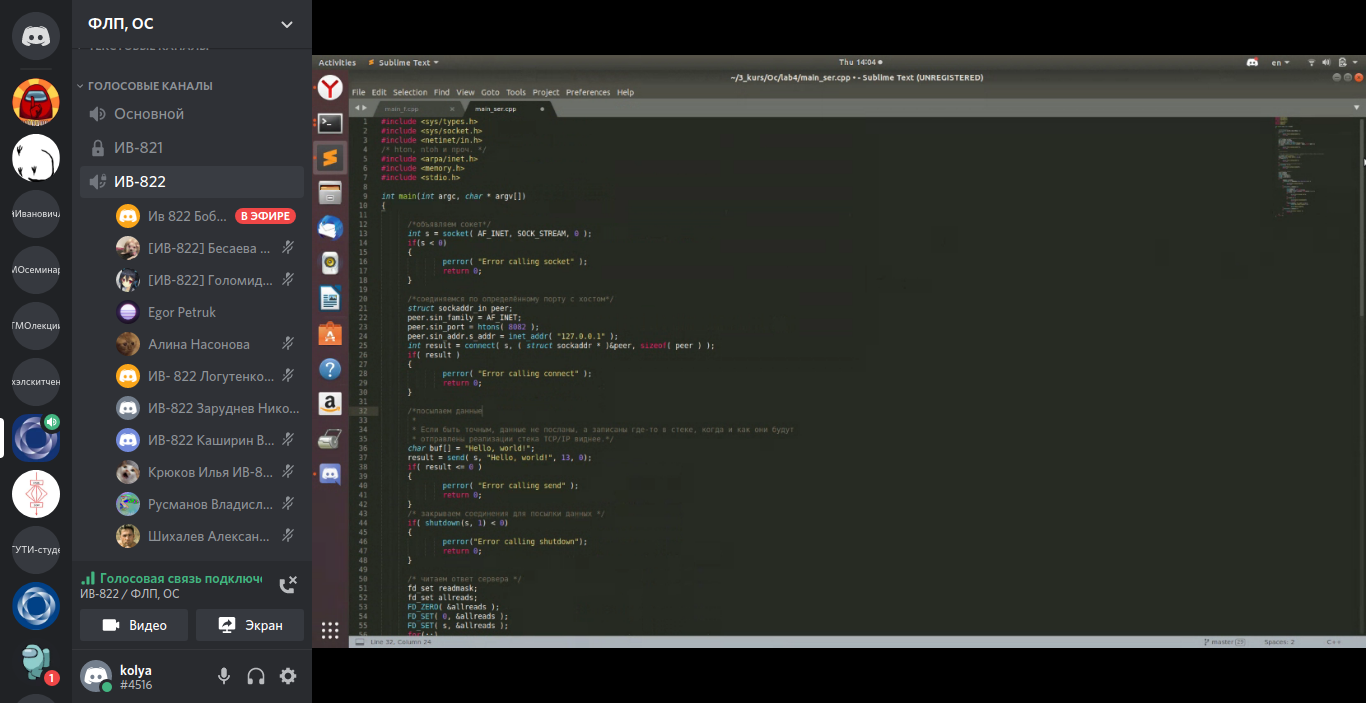 ФЛП, ОС
ТЕКСТОВЫЕ КАНАЛЫ
ГОЛОСОВЫЕ КАНАЛЫ
Основной
ИВ-821
ИВ-822
Ив 822 Боб... В ЭФИРЕ
[ИВ-822] Бесаева ...
[ИВ-822] Голомид...
Egor Petruk
Алина Насонова
ИВ- 822 Логутенко...
ИВ-822 Заруднев Нико...
ИВ-822 Каширин В...
Крюков Илья ИВ-8...
Русманов Владисл...
Шихалев Алексан...
Голосовая связь подключе
ИВ-822 / ФЛП, ОС
Видео
Экран
kolya
#4516
1
Activities
Sublime Text
Thu 14:04
en
~/3_kurs/Oc/lab4/main_ser.cpp • - Sublime Text (UNREGISTERED)
File Edit Selection Find View Goto Tools Project Preferences Help
main_f.cpp
main_ser.cpp
1 #include <sys/types.h>
2 #include <sys/socket.h>
3 #include <netinet/in.h>
4 /* hton, ntoh и проч. */
5 #include <arpa/inet.h>
6 #include <memory.h>
7 #include <stdio.h>
8
9 int main(int argc, char * argv[])
10 {
11
12 /*объявляем сокет*/
13 int s = socket( AF_INET, SOCK_STREAM, 0 );
14 if(s < 0)
15 {
16 perror( "Error calling socket" );
17 return 0;
18 }
19
20 /*соединяемся по определённому порту с хостом*/
21 struct sockaddr_in peer;
22 peer.sin_family = AF_INET;
23 peer.sin_port = htons( 8082 );
24 peer.sin_addr.s_addr = inet_addr( "127.0.0.1" );
25 int result = connect( s, ( struct sockaddr * )&peer, sizeof( peer ) );
26 if( result )
27 {
28 perror( "Error calling connect" );
29 return 0;
30 }
31
32 /*посылаем данные
33 *
34 * Если быть точным, данные не посланы, а записаны где-то в стеке, когда и как они будут
35 * отправлены реализации стека TCP/IP виднее.*/
36 char buf[] = "Hello, world!";
37 result = send( s, "Hello, world!", 13, 0);
38 if( result <= 0 )
39 {
40 perror( "Error calling send" );
41 return 0;
42 }
43 /* закрываем соединения для посылки данных */
44 if( shutdown(s, 1) < 0)
45 {
46 perror("Error calling shutdown");
47 return 0;
48 }
49
50 /* читаем ответ сервера */
51 fd_set readmask;
52 fd_set allreads;
53 FD_ZERO( &allreads );
54 FD_SET( 0, &allreads );
55 FD_SET( s, &allreads );
56 for(;;)
Line 32, Column 24
master
Spaces: 2
C++